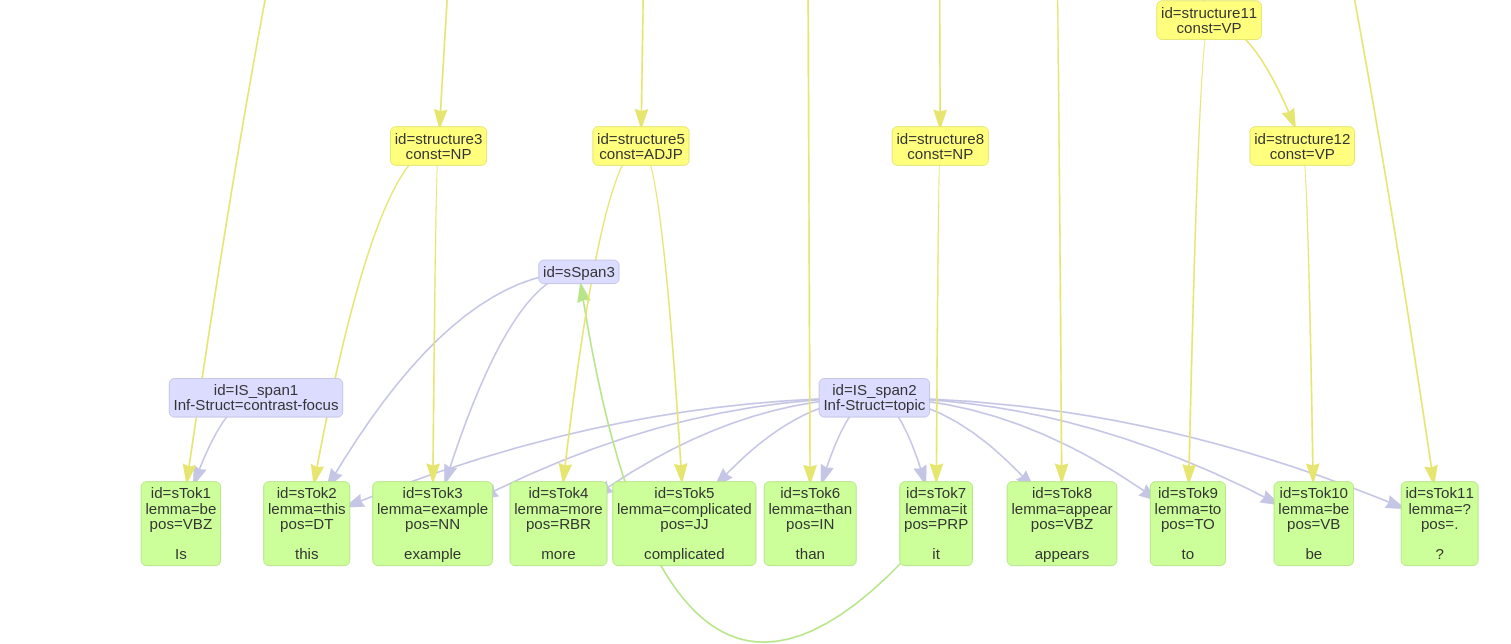 id=structure11
const=VP
id=structure3
const=NP
id=structure5
const=ADJP
id=structure8
const=NP
id=structure12
const=VP
id=sSpan3
id=IS_span1
Inf-Struct=contrast-focus
id=IS_span2
Inf-Struct=topic
id=sTok1
lemma=be
pos=VBZ
Is
id=sTok2
lemma=this
pos=DT
this
id=sTok3
lemma=example
pos=NN
example
id=sTok4
lemma=more
pos=RBR
more
id=sTok5
lemma=complicated
pos=JJ
complicated
id=sTok6
lemma=than
pos=IN
than
id=sTok7
lemma=it
pos=PRP
it
id=sTok8
lemma=appear
pos=VBZ
appears
id=sTok9
lemma=to
pos=TO
to
id=sTok10
lemma=be
pos=VB
be
id=sTok11
lemma=?
pos=.
?